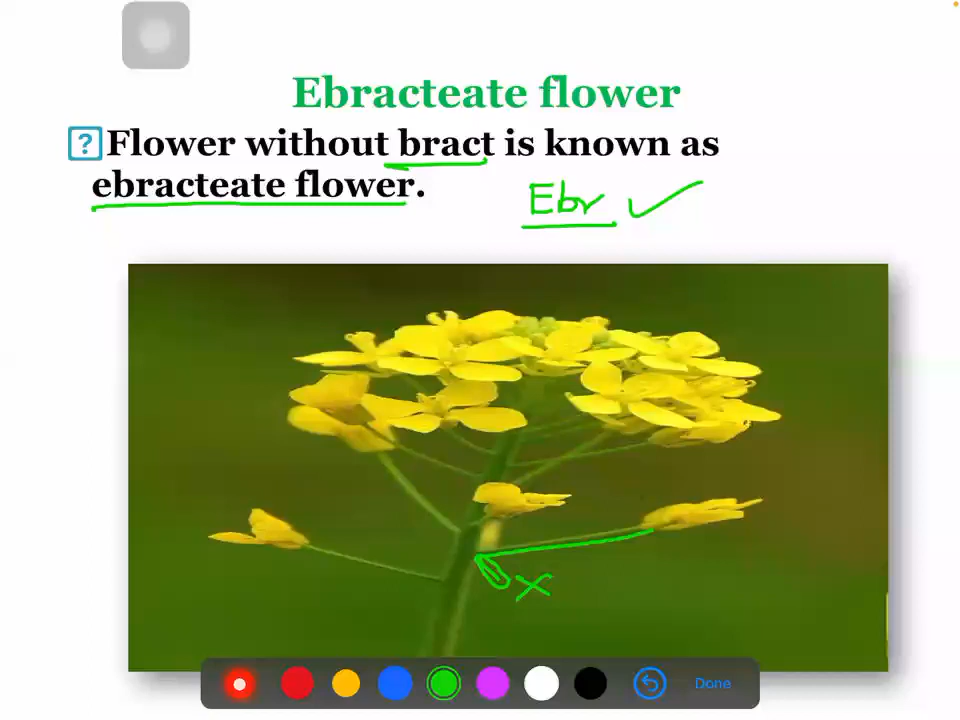 Ebracteate flower
?Flower without bract is known as
ebracteate flower.
Ebr ✓
X
Done